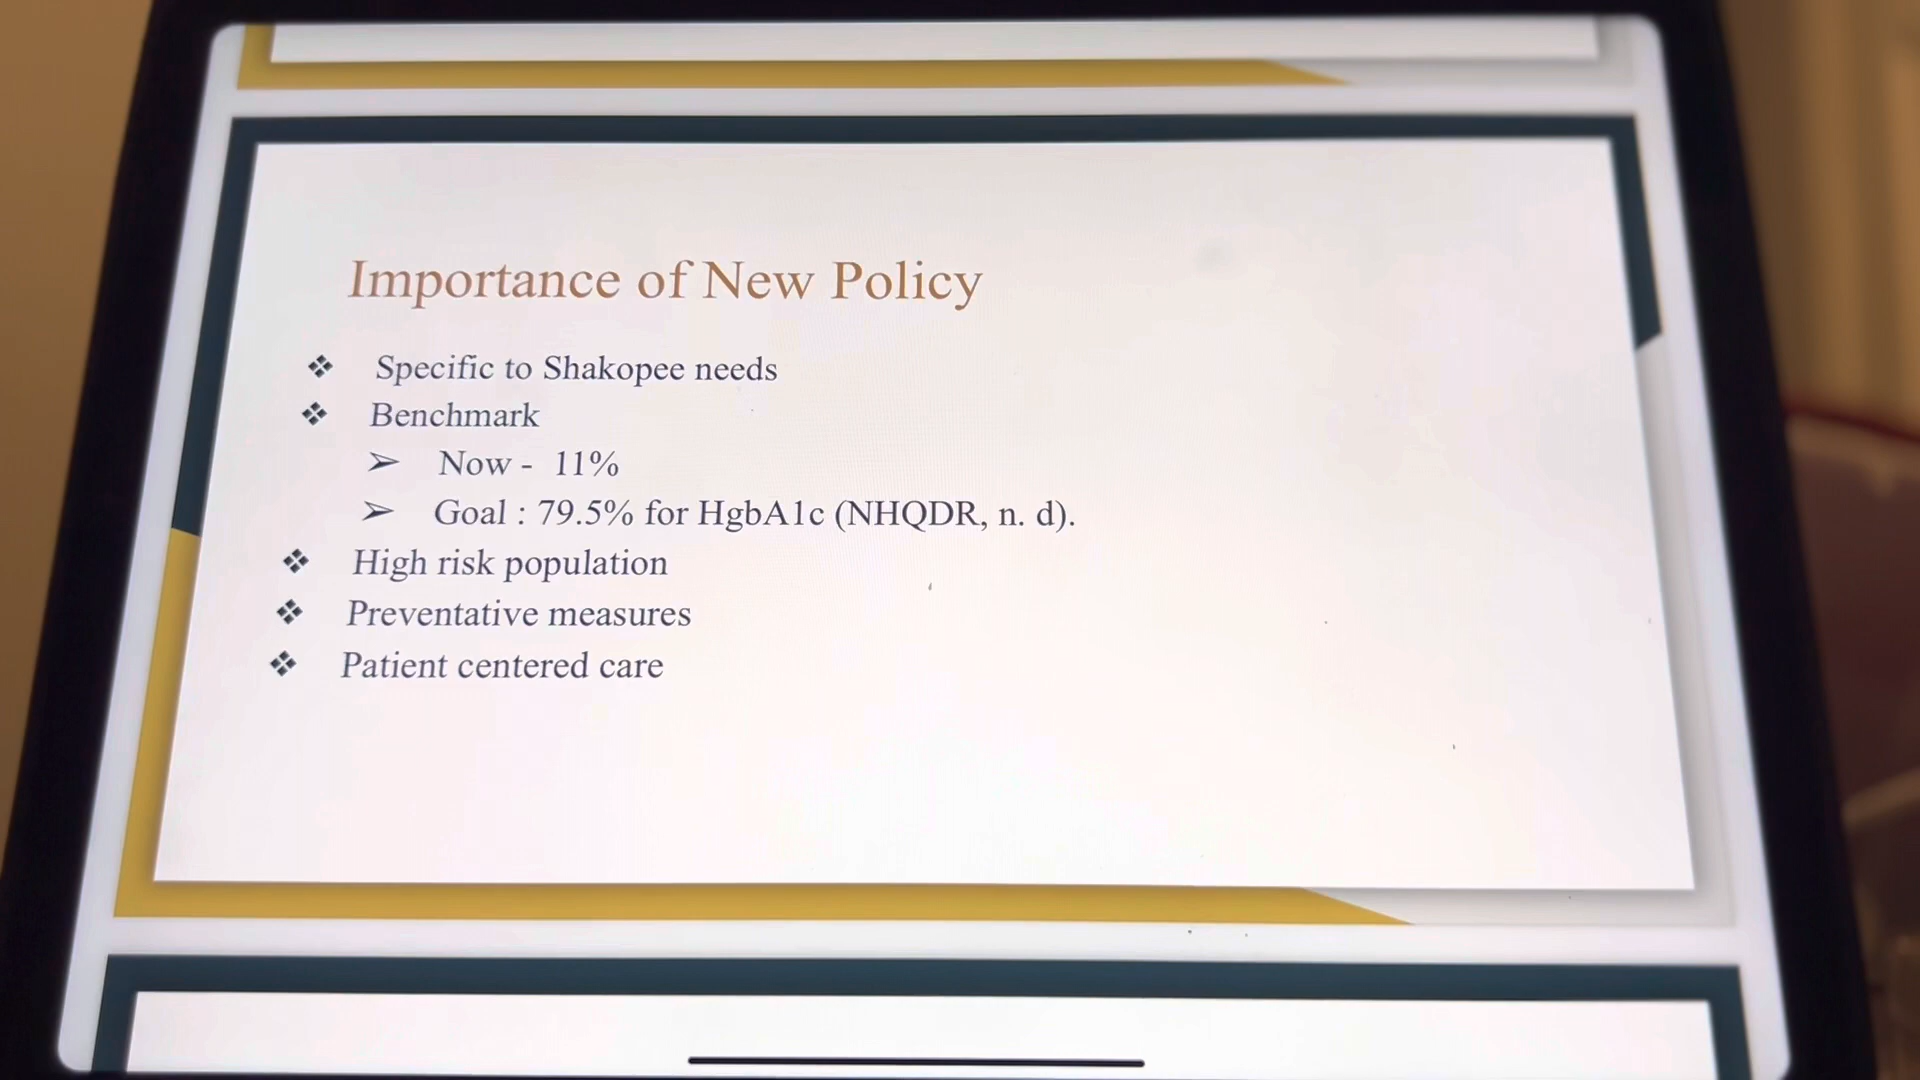 Importance of New Policy
❖ Specific to Shakopee needs
❖ Benchmark
➢ Now - 11%
➢ Goal : 79.5% for HgbA1c (NHQDR, n. d).
❖ High risk population
❖ Preventative measures
❖ Patient centered care